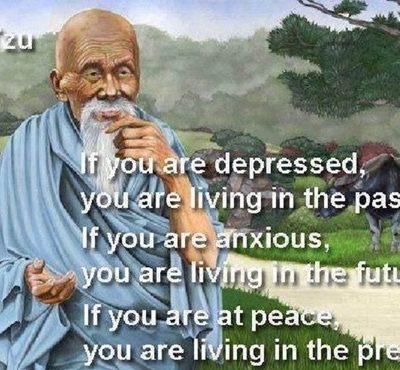 zu
If you are depressed,
you are living in the pas
If you are anxious,
you are living in the futu
If you are at peace,
you are living in the pre